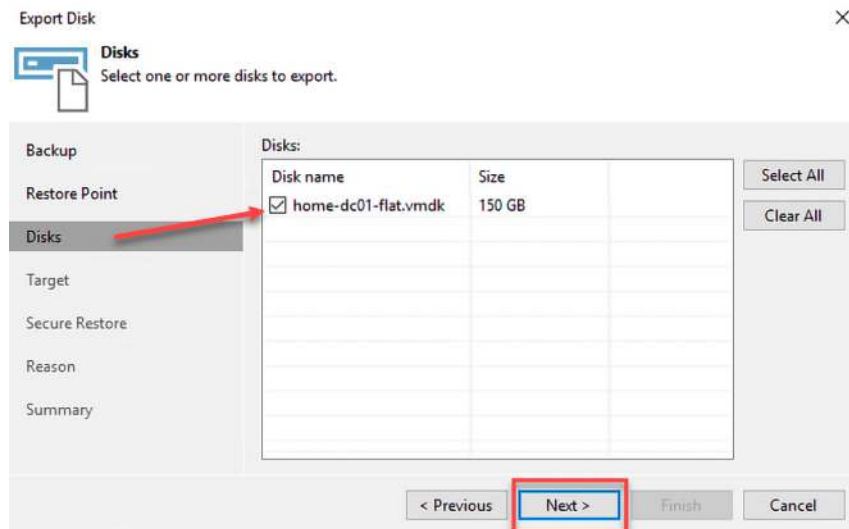 Export Disk
Disks
Select one or more disks to export.
Backup
Restore Point
Disks
Target
Secure Restore
Reason
Summary
Disks:
Disk name Size
home-dc01-flat.vmdk 150 GB
Select All
Clear All
< Previous Next > Finish Cancel